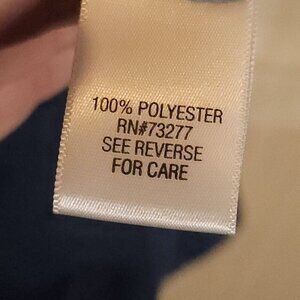 100% POLYESTER
RN#73277
SEE REVERSE
FOR CARE